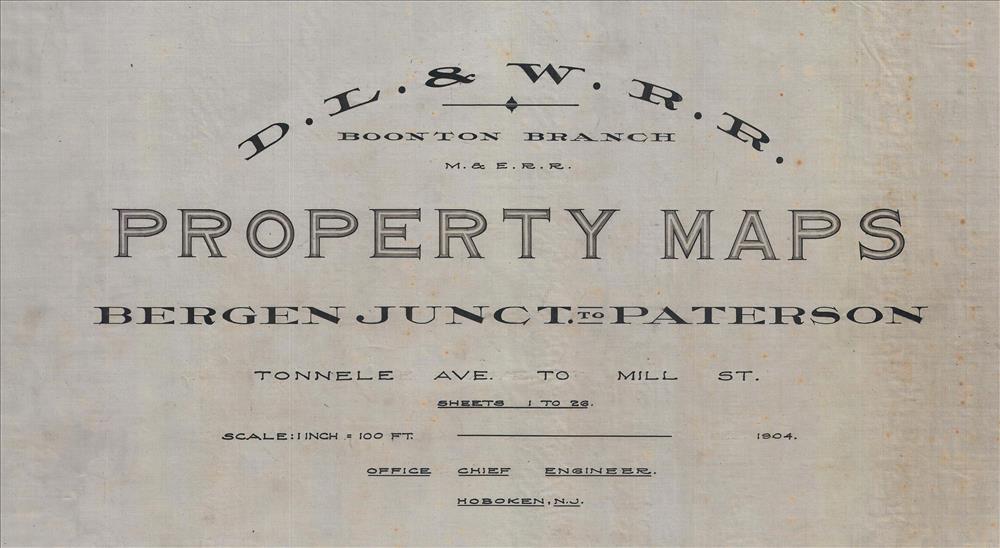 D. L. & W. R. R.
BOONTON BRANCH
M. & E. R. R.
PROPERTY MAPS
BERGEN JUNCT. TO PATERSON
TONNELE AVE. TO MILL ST.
SHEETS 1 TO 26.
SCALE: 1 INCH = 100 FT. 1904.
OFFICE CHIEF ENGINEER.
HOBOKEN, N.J.